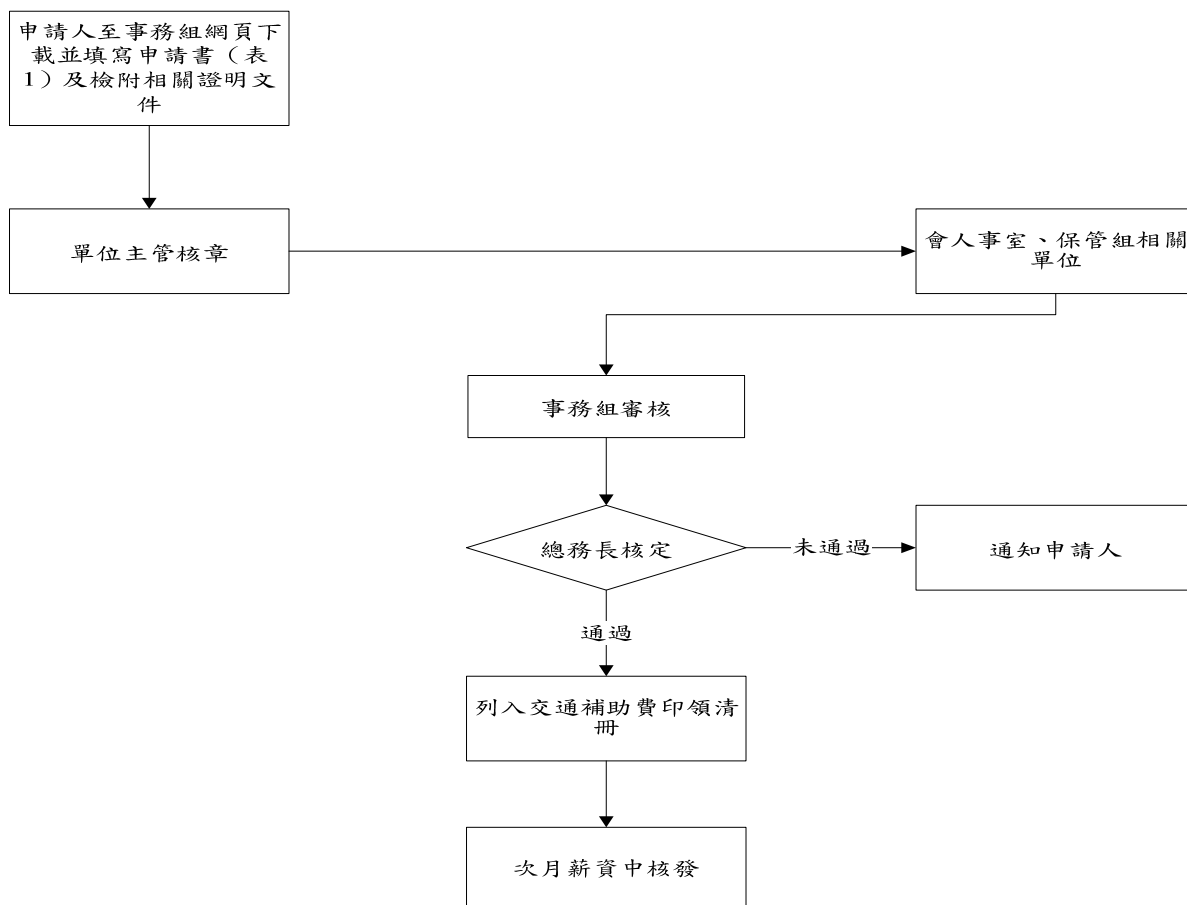 申請人至事務組網頁下
載並填寫申請書（表
1）及檢附相關證明文
件
單位主管核章
會人事室、保管組相關
單位
事務組審核
總務長核定
未通過
通知申請人
通過
列入交通補助費印領清
冊
次月薪資中核發